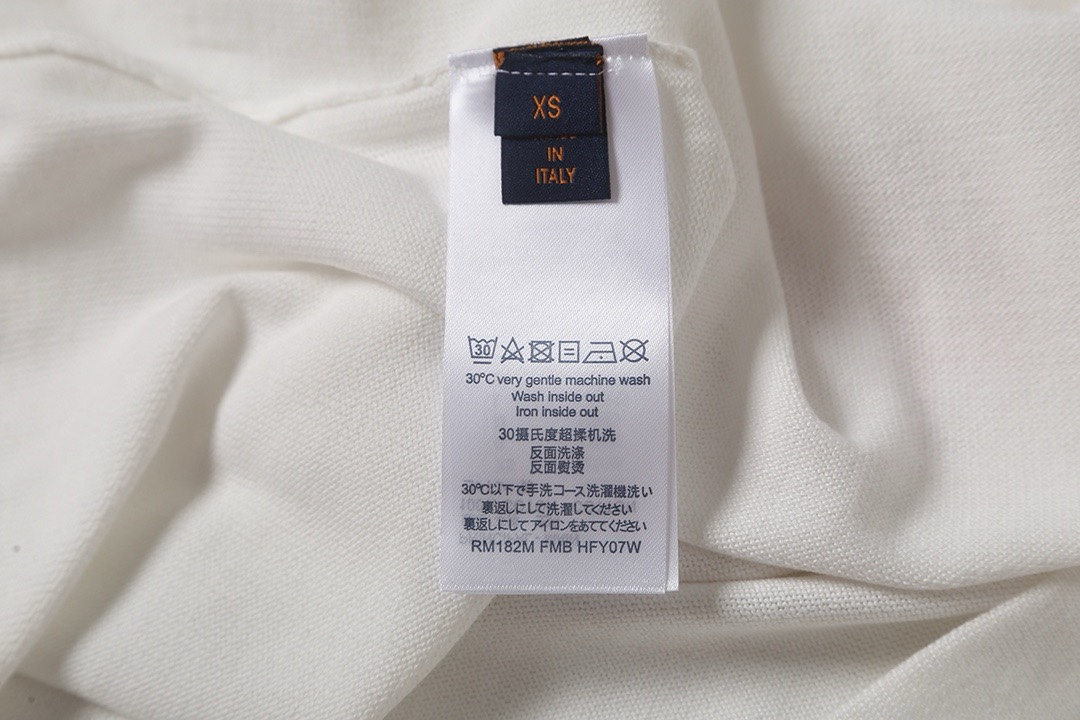 XS
IN
ITALY
30
30°C very gentle machine wash
Wash inside out
Iron inside out
30摄氏度超揉机洗
反面洗涤
反面熨烫
30℃以下で手洗コース洗濯機洗い
裏返しにして洗濯してください
裏返しにしてアイロンをあててください
RM182M FMB HFY07W